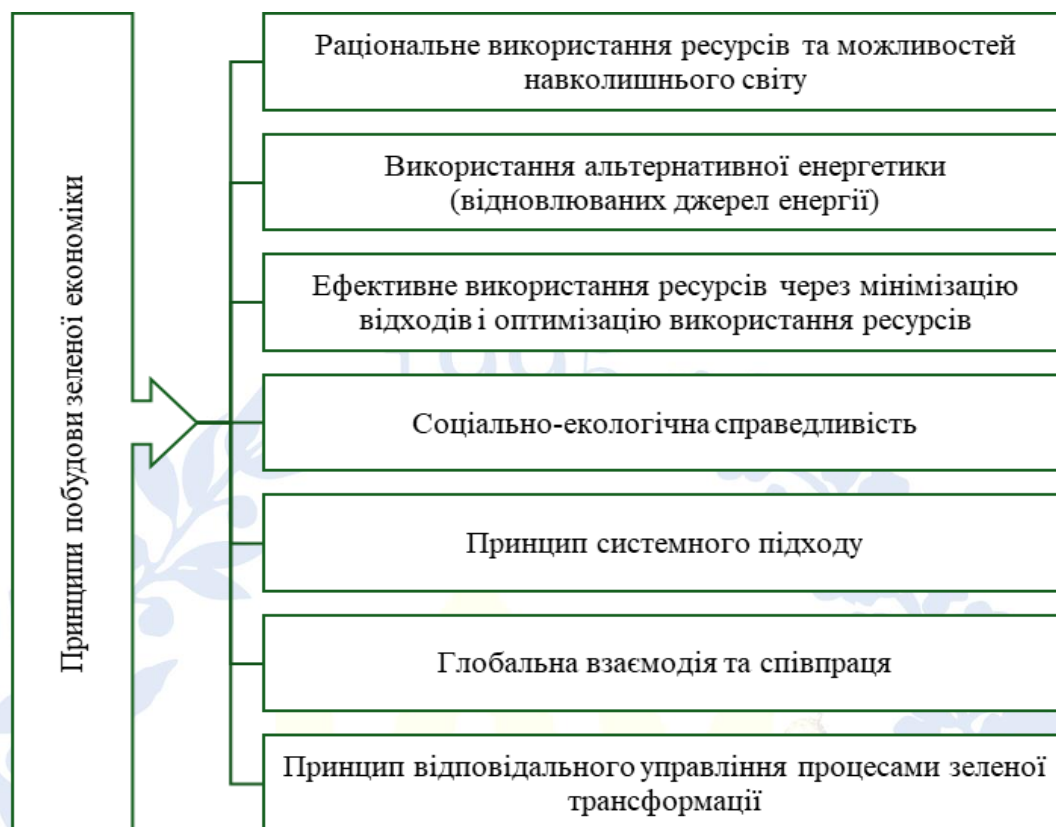 Принципи побудови зеленої економіки
Раціональне використання ресурсів та можливостей
навколишнього світу
Використання альтернативної енергетики
(відновлюваних джерел енергії)
Ефективне використання ресурсів через мінімізацію
відходів і оптимізацію використання ресурсів
Соціально-екологічна справедливість
Принцип системного підходу
Глобальна взаємодія та співпраця
Принцип відповідального управління процесами зеленої
трансформації